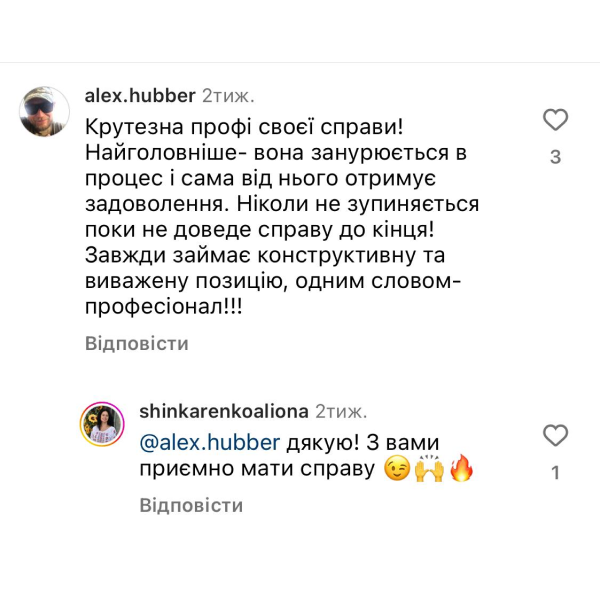 alex.hubber 2тиж.
Крутезна профі своєї справи!
Найголовніше- вона занурюється в
процес і сама від нього отримує
задоволення. Ніколи не зупиняється
поки не доведе справу до кінця!
Завжди займає конструктивну та
виважену позицію, одним словом-
професіонал!!!
3
Відповісти
shinkarenkoaliona 2тиж.
@alex.hubber дякую! З вами
приємно мати справу 😉🙌🔥
1
Відповісти